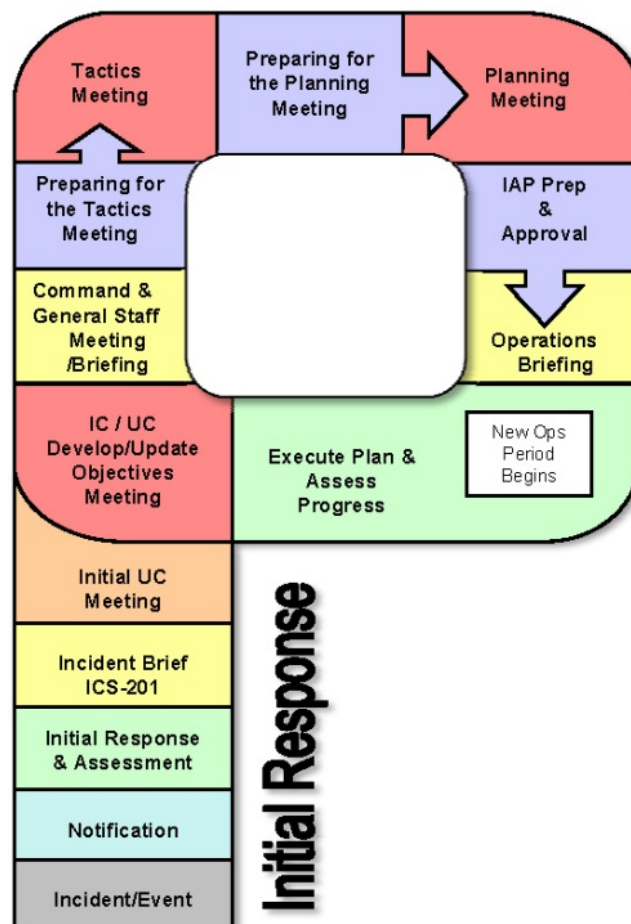 Tactics
Meeting
Preparing for
the Planning
Meeting
Planning
Meeting
Preparing for
the Tactics
Meeting
IAP Prep
&
Approval
Command &
General Staff
Meeting
/Briefing
Operations
Briefing
IC / UC
Develop/Update
Objectives
Meeting
Execute Plan &
Assess
Progress
New Ops
Period
Begins
Initial UC
Meeting
Incident Brief
ICS-201
Initial Response
& Assessment
Notification
Incident/Event
Initial Response